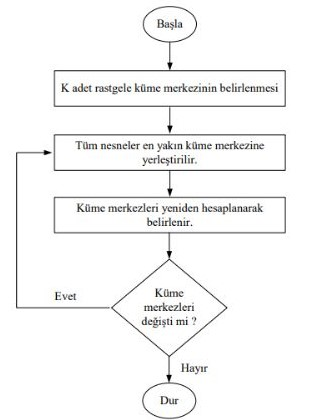 Başla
K adet rastgele küme merkezinin belirlenmesi
Tüm nesneler en yakın küme merkezine
yerleştirilir.
Küme merkezleri yeniden hesaplanarak
belirlenir.
Evet
Küme
merkezleri
değişti mi ?
Hayır
Dur